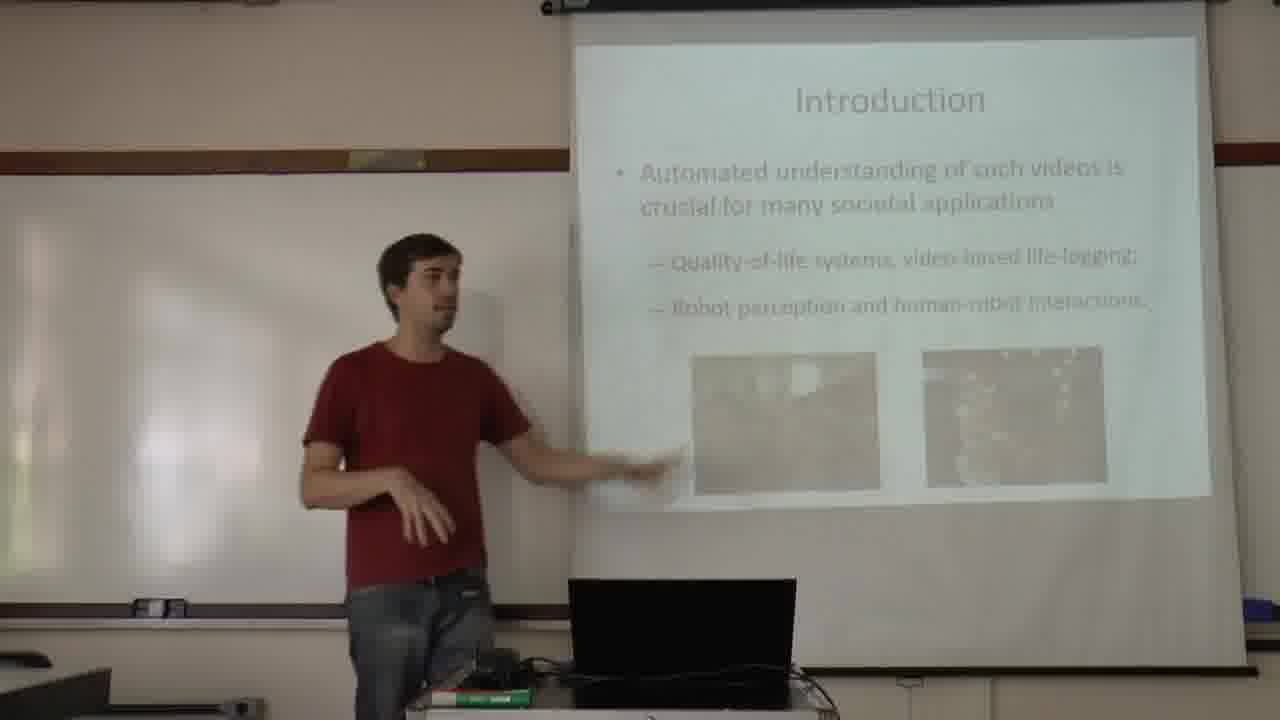 Introduction
• Automated understanding of such videos is
crucial for many societal applications
– Quality-of-life systems, video-based life-logging;
– Robot perception and human-robot interactions.